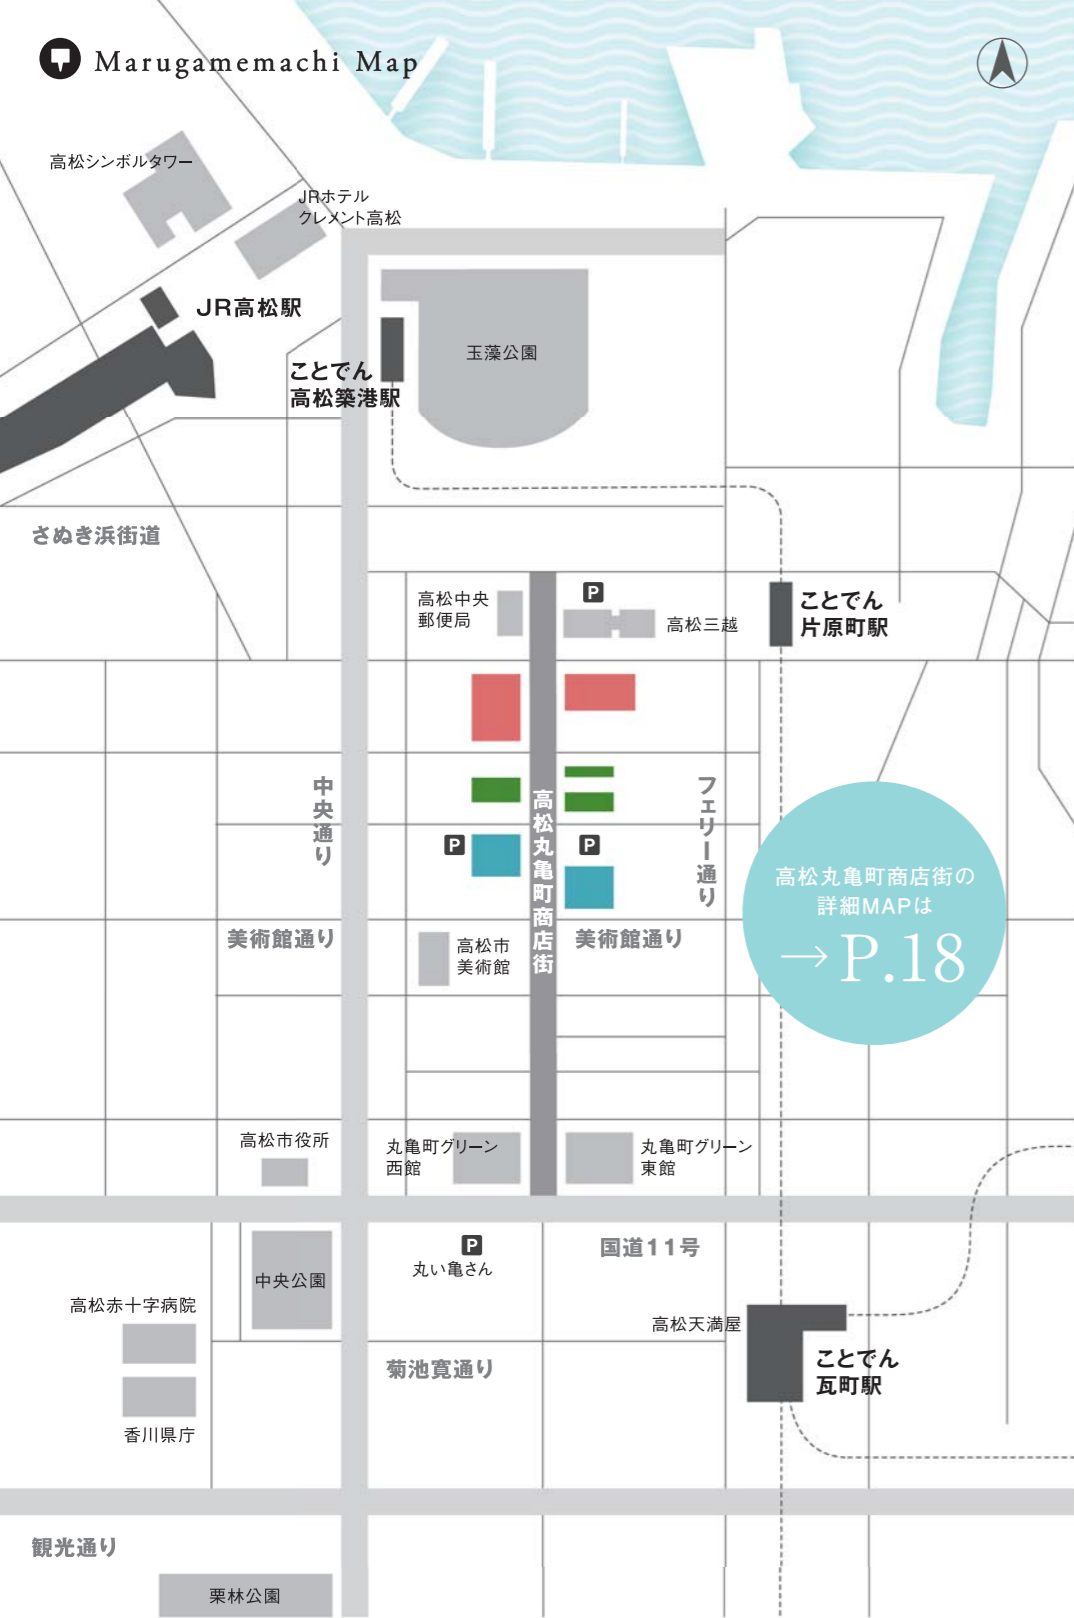 Marugamemachi Map
高松シンボルタワー
JRホテル
クレメント高松
JR高松駅
ことでん
高松築港駅
玉藻公園
さぬき浜街道
高松中央
郵便局
P
高松三越
ことでん
片原町駅
中央通り
高松丸亀町商店街
フェリー通り
P
P
高松丸亀町商店街の
詳細MAPは
→ P.18
美術館通り
高松市
美術館
美術館通り
高松市役所
丸亀町グリーン
西館
丸亀町グリーン
東館
国道11号
P
丸い亀さん
中央公園
高松赤十字病院
高松天満屋
ことでん
瓦町駅
菊池寛通り
香川県庁
観光通り
栗林公園